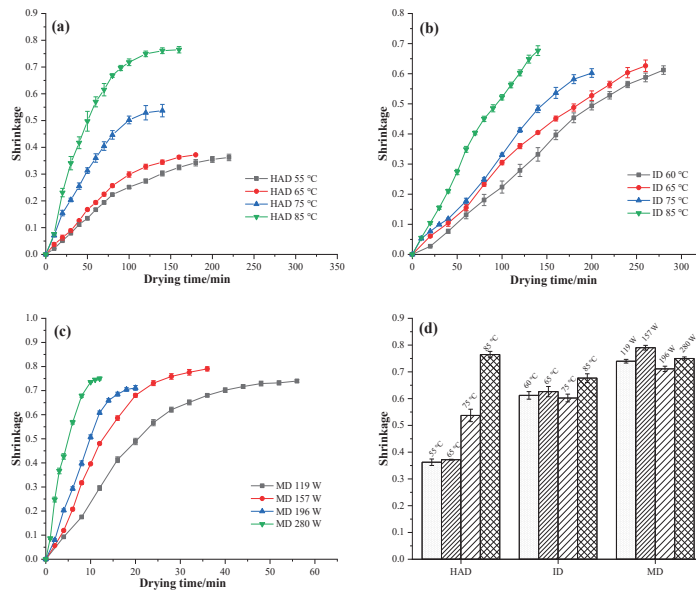 (a)
0.9
0.8
0.7
0.6
0.5
0.4
0.3
0.2
0.1
0.0
Shrinkage
HAD 55 ℃
HAD 65 ℃
HAD 75 ℃
HAD 85 ℃
0 50 100 150 200 250 300 350
Drying time/min
(b)
0.8
0.7
0.6
0.5
0.4
0.3
0.2
0.1
0.0
Shrinkage
ID 60 ℃
ID 65 ℃
ID 75 ℃
ID 85 ℃
0 50 100 150 200 250 300
Drying time/min
(c)
1.0
0.9
0.8
0.7
0.6
0.5
0.4
0.3
0.2
0.1
0.0
Shrinkage
MD 119 W
MD 157 W
MD 196 W
MD 280 W
0 10 20 30 40 50 60
Drying time/min
(d)
0.9
0.8
0.7
0.6
0.5
0.4
0.3
0.2
0.1
0.0
Shrinkage
55 ℃
65 ℃
75 ℃
85 ℃
60 ℃
65 ℃
75 ℃
85 ℃
119 W
157 W
196 W
280 W
HAD ID MD